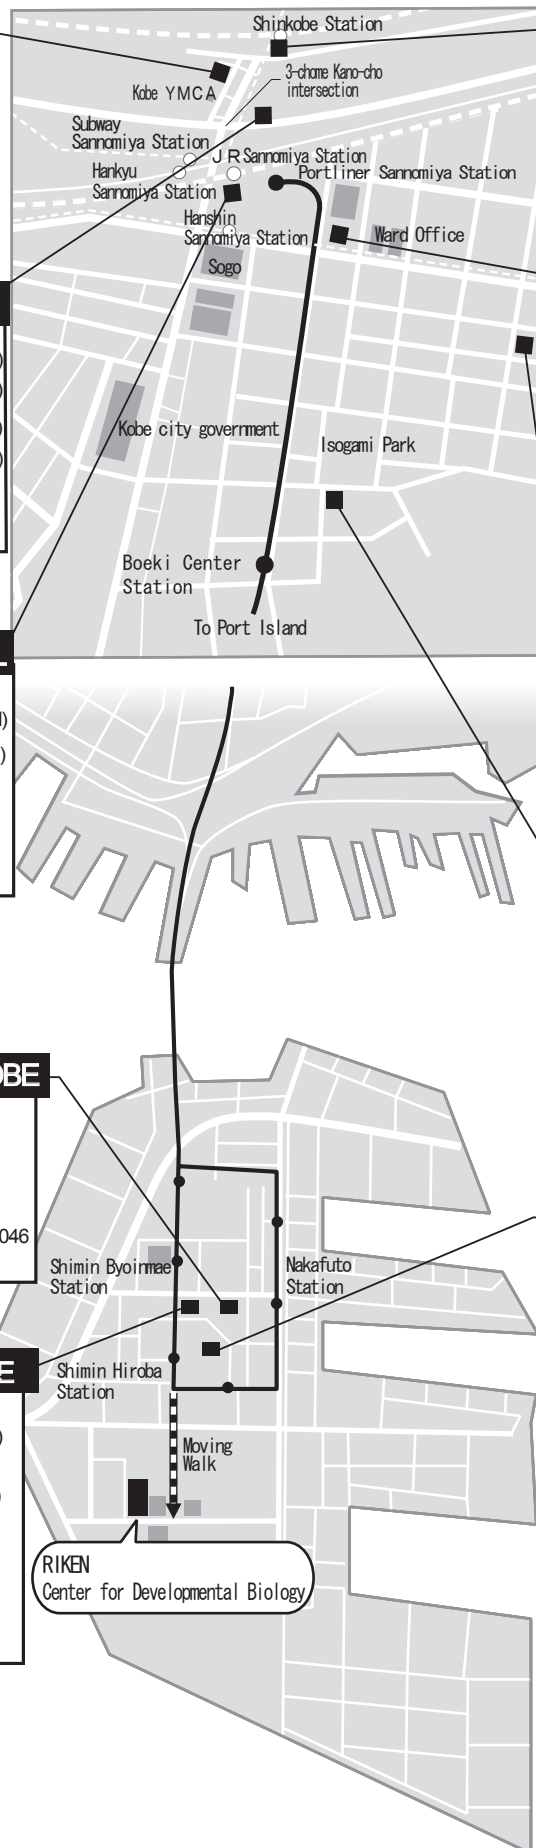 Shinkobe Station
3-chome Kano-cho
intersection
Kobe YMCA
Subway
Sannomiya Station
JR Sannomiya Station
Hankyu
Sannomiya Station
Portliner Sannomiya Station
Hanshin
Sannomiya Station
Ward Office
Sogo
Kobe city government
Isogami Park
Boeki Center
Station
To Port Island
)
)
)
)
)
)
OBE
046
Shimin Byoinmae
Station
Nakafuto
Station
E
Shimin Hiroba
Station
)
)
Moving
Walk
RIKEN
Center for Developmental Biology